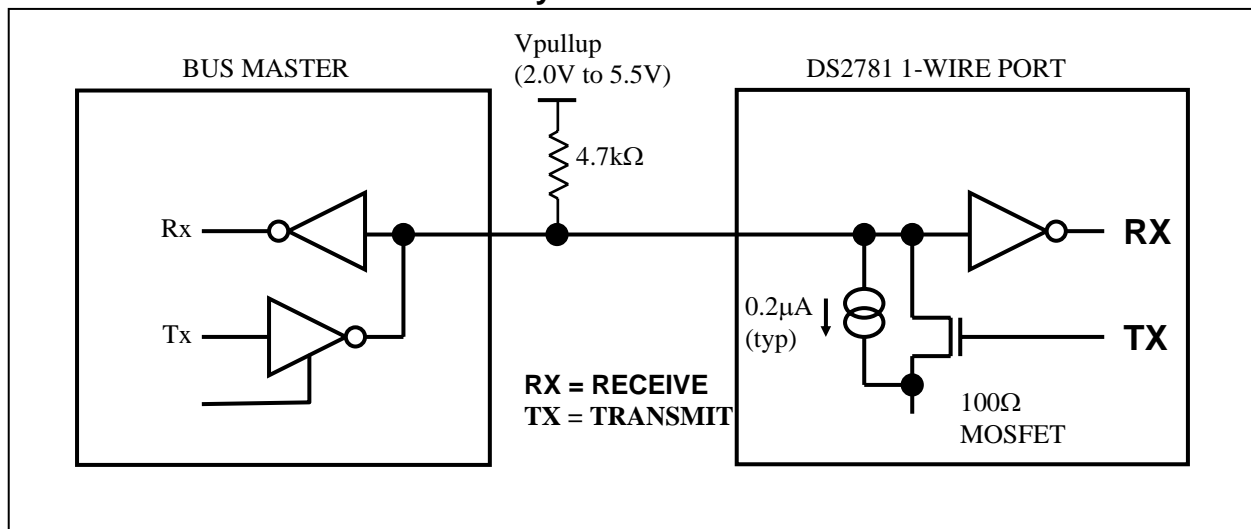 Vpullup
(2.0V to 5.5V)
BUS MASTER
DS2781 1-WIRE PORT
4.7kΩ
Rx
RX
0.2μA
(typ)
Tx
TX
RX = RECEIVE
TX = TRANSMIT
100Ω
MOSFET